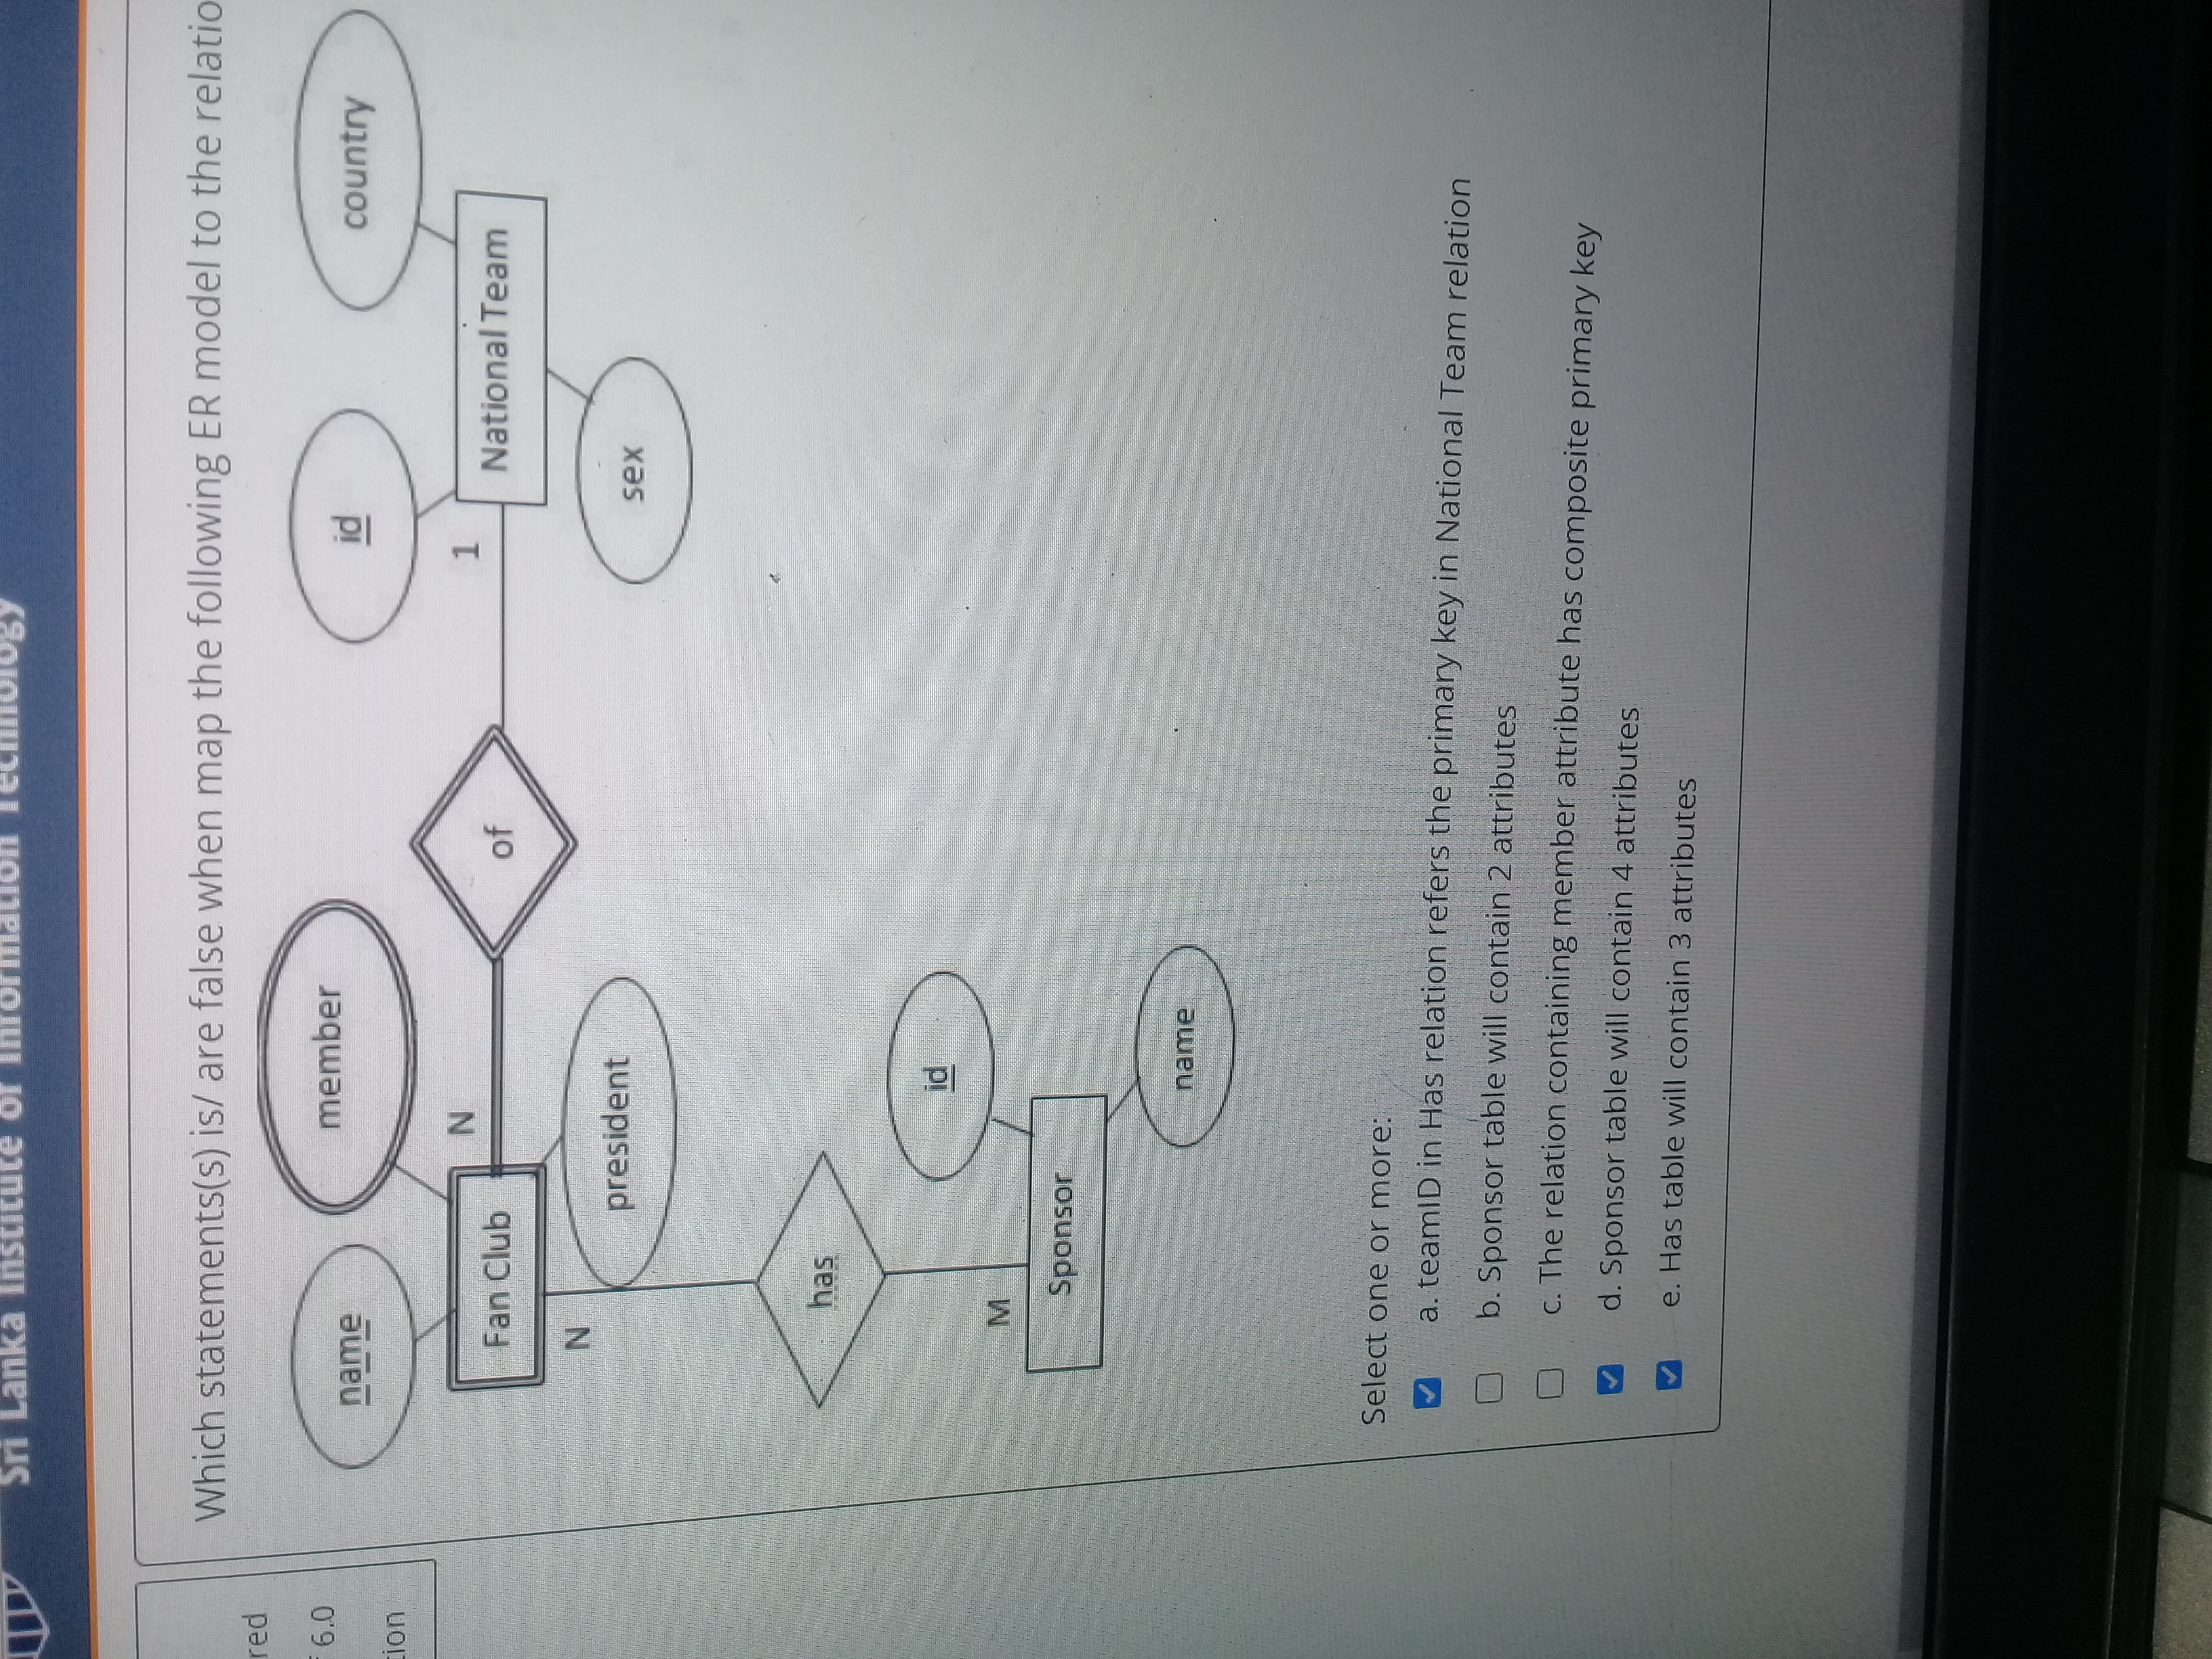 Sri Lanka Institute of Information Technology
red
6.0
Which statements(s) is/ are false when map the following ER model to the
name
member
id
country
Fan Club
N
of
1
National Team
N
president
sex
has
id
M
Sponsor
name
Select one or more:
a. teamID in Has relation refers the primary key in National Team relation
b. Sponsor table will contain 2 attributes
c. The relation containing member attribute has composite primary key
d. Sponsor table will contain 4 attributes
e. Has table will contain 3 attributes